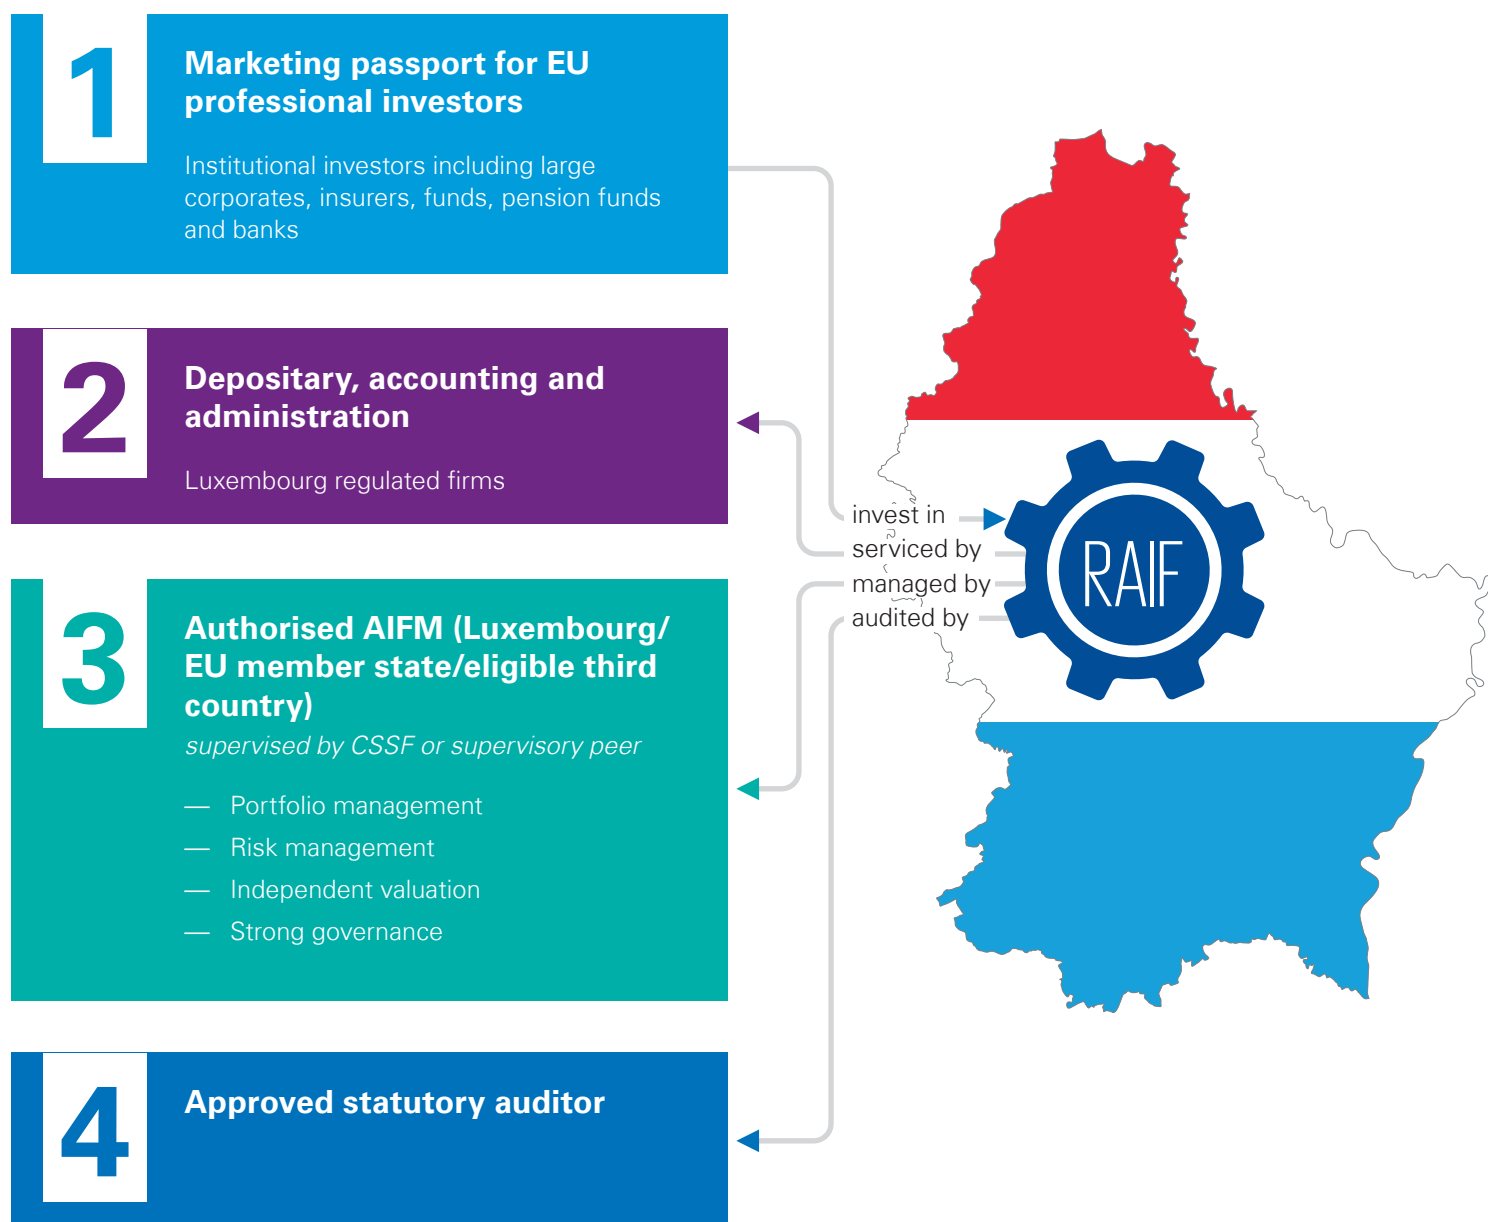 1
Marketing passport for EU
professional investors
Institutional investors including large
corporates, insurers, funds, pension funds
and banks
2
Depositary, accounting and
administration
Luxembourg regulated firms
3
Authorised AIFM (Luxembourg/
EU member state/eligible third
country)
supervised by CSSF or supervisory peer
— Portfolio management
— Risk management
— Independent valuation
— Strong governance
4
Approved statutory auditor
invest in
serviced by
managed by
audited by
RAIF